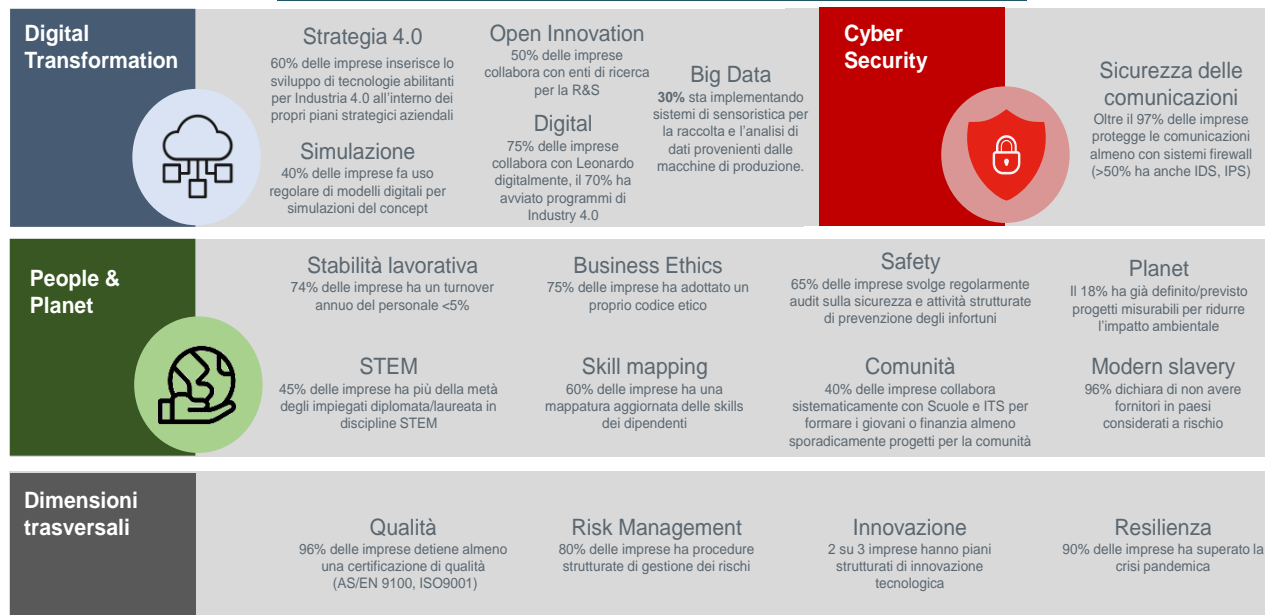 Digital
Transformation
Strategia 4.0
60% delle imprese inserisce lo
sviluppo di tecnologie abilitanti
per Industria 4.0 all'interno dei
propri piani strategici aziendali
Simulazione
40% delle imprese fa uso
regolare di modelli digitali per
simulazioni del concept
Open Innovation
50% delle imprese
collabora con enti di ricerca
per la R&S
Digital
75% delle imprese
collabora con Leonardo
digitalmente, il 70% ha
avviato programmi di
Industry 4.0
Big Data
30% sta implementando
sistemi di sensoristica per
la raccolta e l'analisi di
dati provenienti dalle
macchine di produzione.
Cyber
Security
Sicurezza delle
comunicazioni
Oltre il 97% delle imprese
protegge le comunicazioni
almeno con sistemi firewall
(>50% ha anche IDS, IPS)
People &
Planet
Stabilità lavorativa
74% delle imprese ha un turnover
annuo del personale <5%
Business Ethics
75% delle imprese ha adottato un
proprio codice etico
Safety
65% delle imprese svolge regolarmente
audit sulla sicurezza e attività strutturate
di prevenzione degli infortuni
Planet
Il 18% ha già definito/previsto
progetti misurabili per ridurre
l'impatto ambientale
STEM
45% delle imprese ha più della metà
degli impiegati diplomata/laureata in
discipline STEM
Skill mapping
60% delle imprese ha una
mappatura aggiornata delle skills
dei dipendenti
Comunità
40% delle imprese collabora
sistematicamente con Scuole e ITS per
formare i giovani o finanzia almeno
sporadicamente progetti per la comunità
Modern slavery
96% dichiara di non avere
fornitori in paesi
considerati a rischio
Dimensioni
trasversali
Qualità
96% delle imprese detiene almeno
una certificazione di qualità
(AS/EN 9100, ISO9001)
Risk Management
80% delle imprese ha procedure
strutturate di gestione dei rischi
Innovazione
2 su 3 imprese hanno piani
strutturati di innovazione
tecnologica
Resilienza
90% delle imprese ha superato la
crisi pandemica